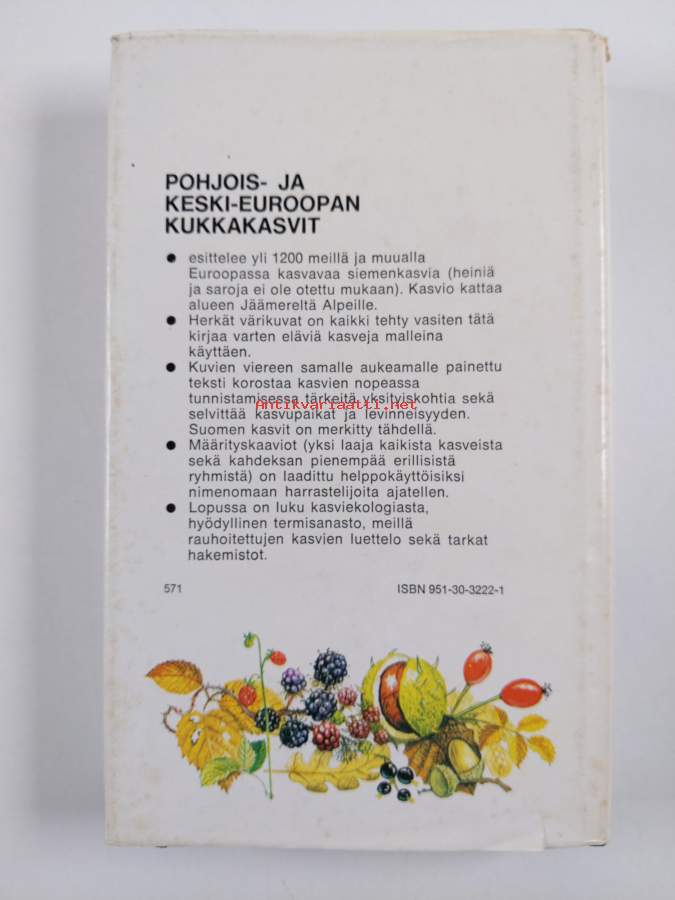 POHJOIS- JA
KESKI-EUROOPAN
KUKKAKASVIT
● esittelee yli 1200 meillä ja muualla
Euroopassa kasvavaa siemenkasvia (heiniä
ja saroja ei ole otettu mukaan). Kasvio kattaa
alueen Jäämereltä Alpeille.
● Herkät värikuvat on kaikki tehty vasiten tätä
kirjaa varten eläviä kasveja malleina
käyttäen.
● Kuvien viereen samalle aukeamalle painettu
teksti korostaa kasvien nopeassa
tunnistamisessa tärkeitä yksityiskohtia sekä
Antikvariaatti.net
selvittää kasvupaikat ja levinneisyyden.
Suomen kasvit on merkitty tähdellä.
● Määrityskaaviot (yksi laaja kaikista kasveista
sekä kahdeksan pienempää erillisistä
ryhmistä) on laadittu helppokäyttöisiksi
nimenomaan harrastelijoita ajatellen.
● Lopussa on luku kasviekologiasta,
hyödyllinen termisanasto, meillä
rauhoitettujen kasvien luettelo sekä tarkat
hakemistot.
571 ISBN 951-30-3222-1